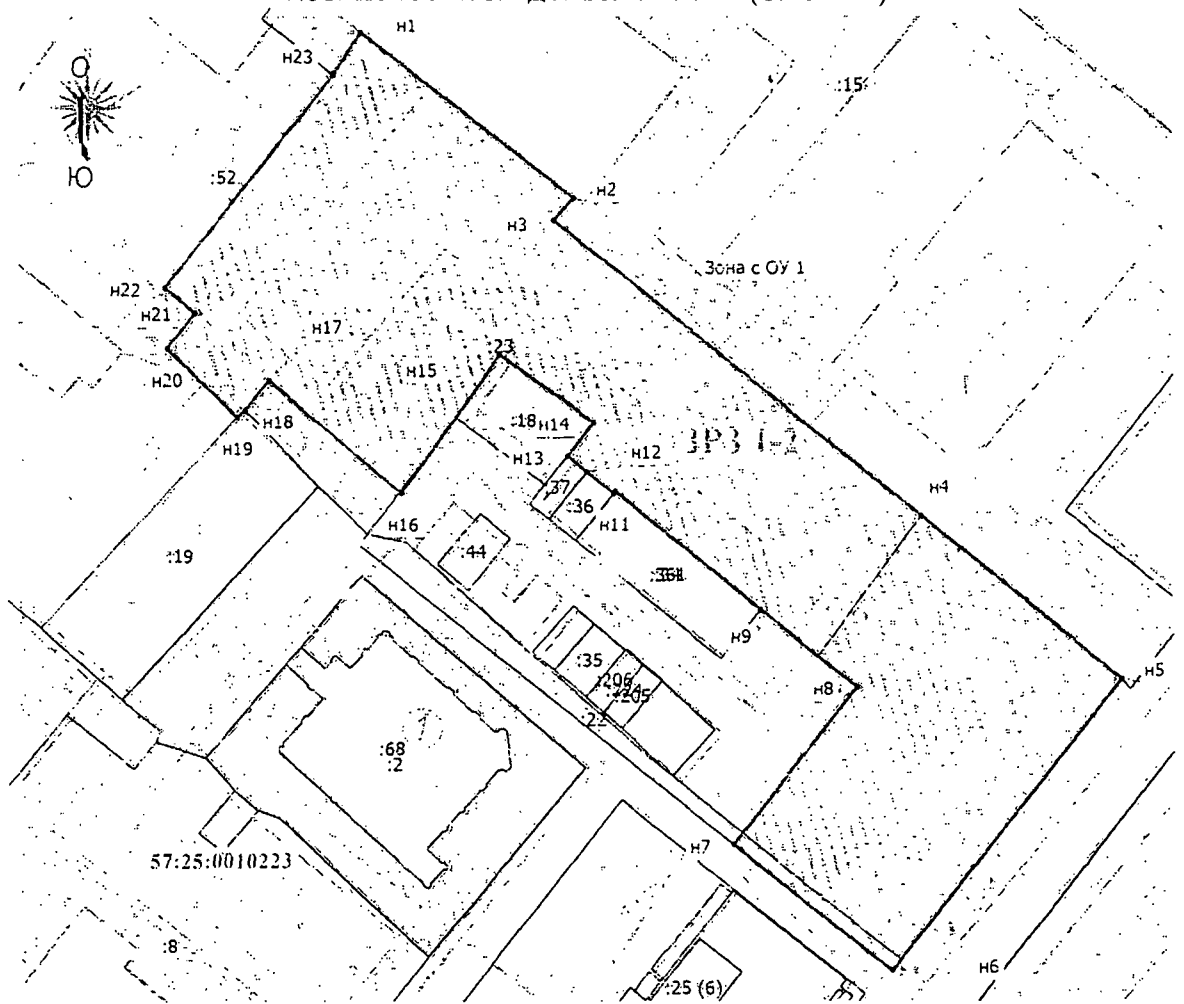 н1
н23
О
:15
Ю
:52
н2
н3
Зона с ОУ 1
н22
н21
н17
:23
н20
н15
н18
:18
н14
н12
ЗРЗ 1-2
н19
н13
н4
:37
:36
н16
н11
:44
:19
н9
:35
н5
:206
н8
:205
:22
:68
:2
н7
57:25:0010223
:8
н6
:25 (6)